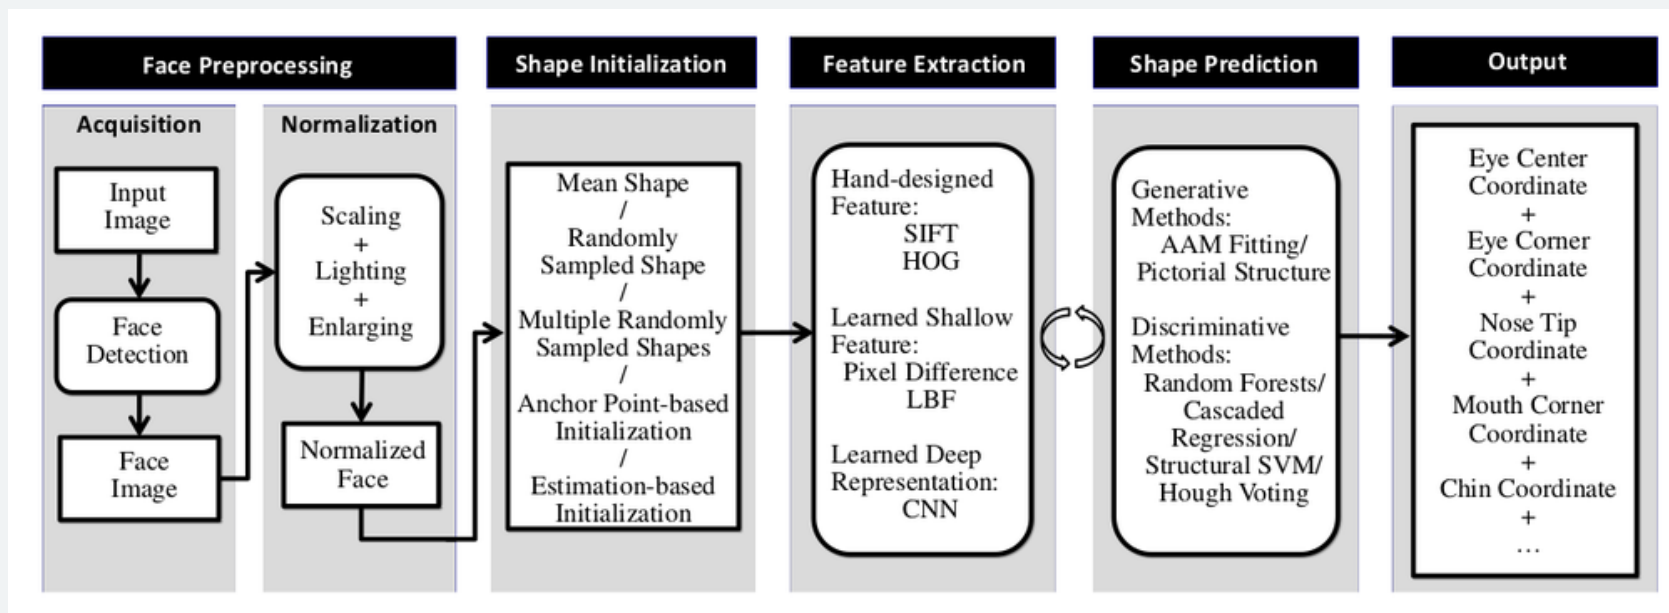 Face Preprocessing
Shape Initialization
Feature Extraction
Shape Prediction
Output
Acquisition
Input
Image
Face
Detection
Face
Image
Normalization
Scaling
+
Lighting
+
Enlarging
Normalized
Face
Mean Shape
/
Randomly
Sampled Shape
/
Multiple Randomly
Sampled Shapes
/
Anchor Point-based
Initialization
/
Estimation-based
Initialization
Hand-designed
Feature:
SIFT
HOG
Learned Shallow
Feature:
Pixel Difference
LBF
Learned Deep
Representation:
CNN
Generative
Methods:
AAM Fitting/
Pictorial Structure
Discriminative
Methods:
Random Forests/
Cascaded
Regression/
Structural SVM/
Hough Voting
Eye Center
Coordinate
+
Eye Corner
Coordinate
+
Nose Tip
Coordinate
+
Mouth Corner
Coordinate
+
Chin Coordinate
+
...